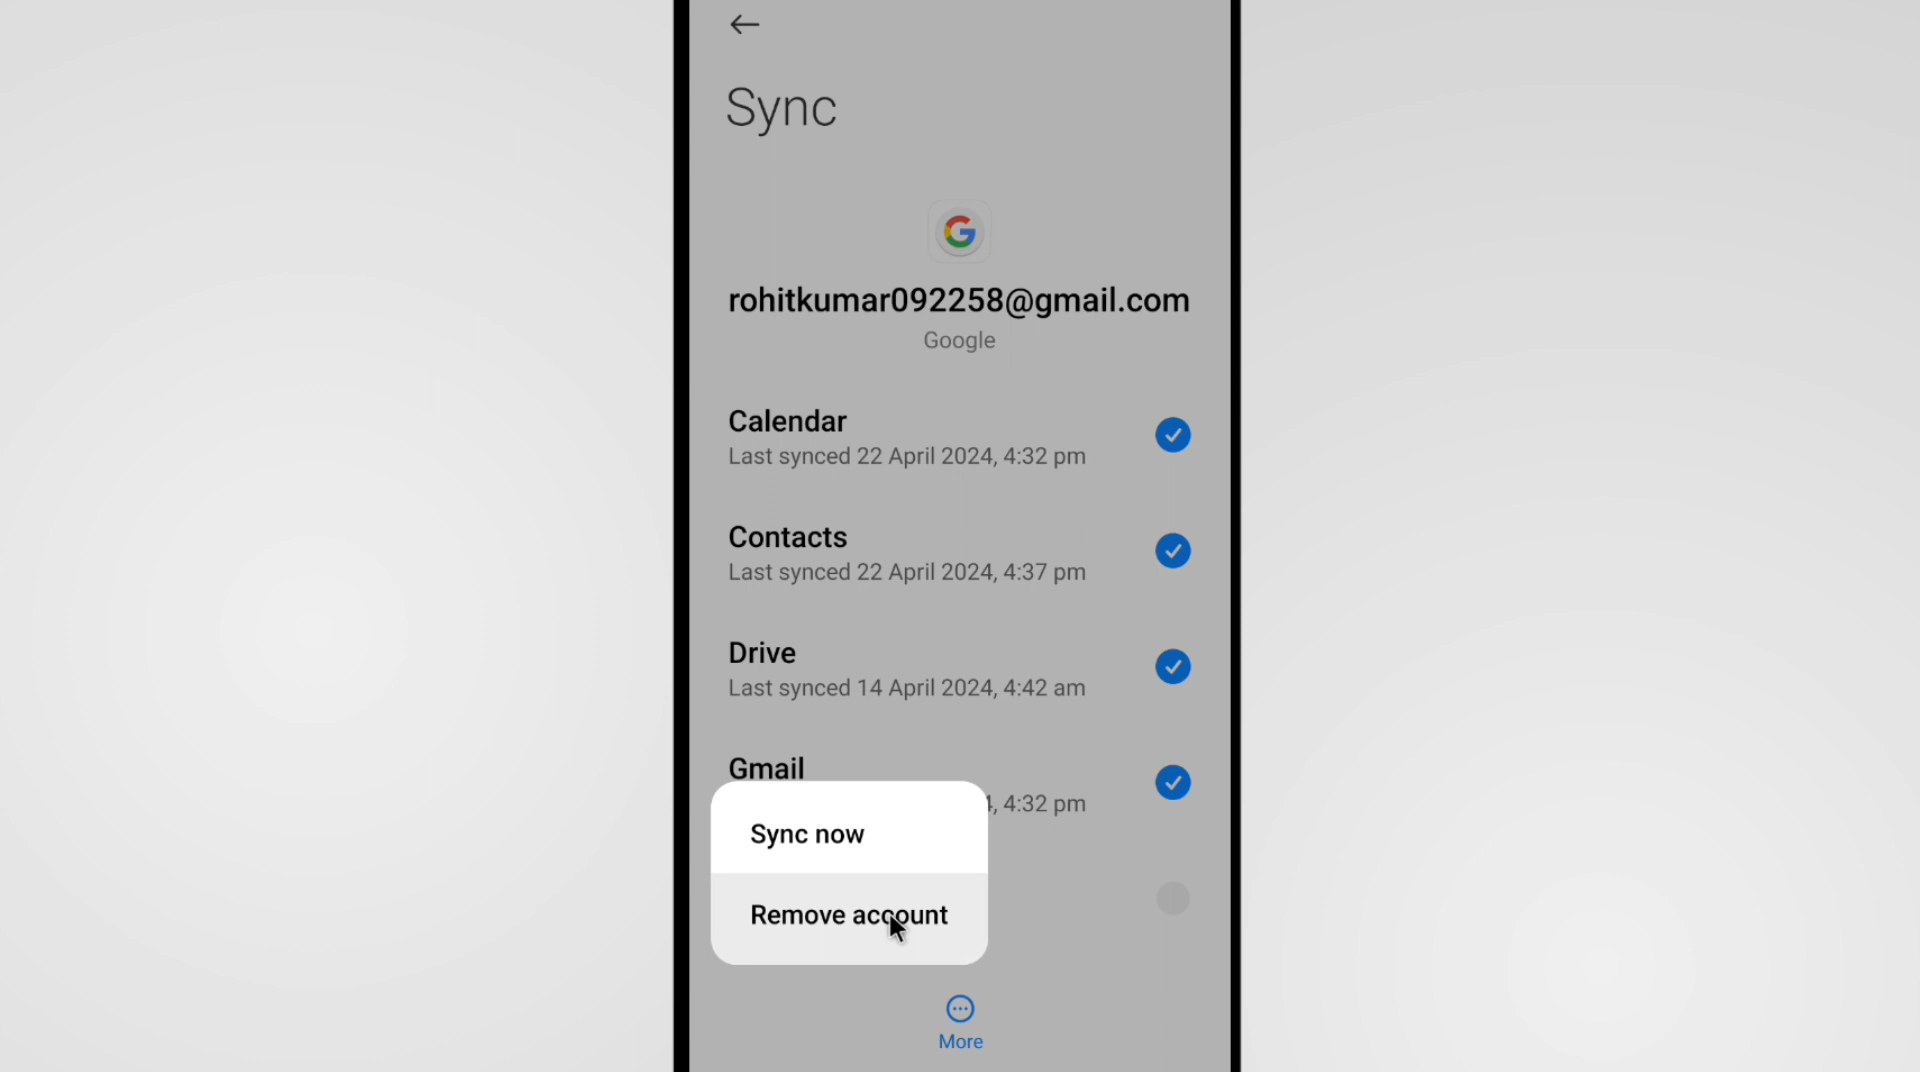 Sync
rohitkumar092258@gmail.com
Google
Calendar
Last synced 22 April 2024, 4:32 pm
Contacts
Last synced 22 April 2024, 4:37 pm
Drive
Last synced 14 April 2024, 4:42 am
Gmail
4:32 pm
Sync now
Remove account
More